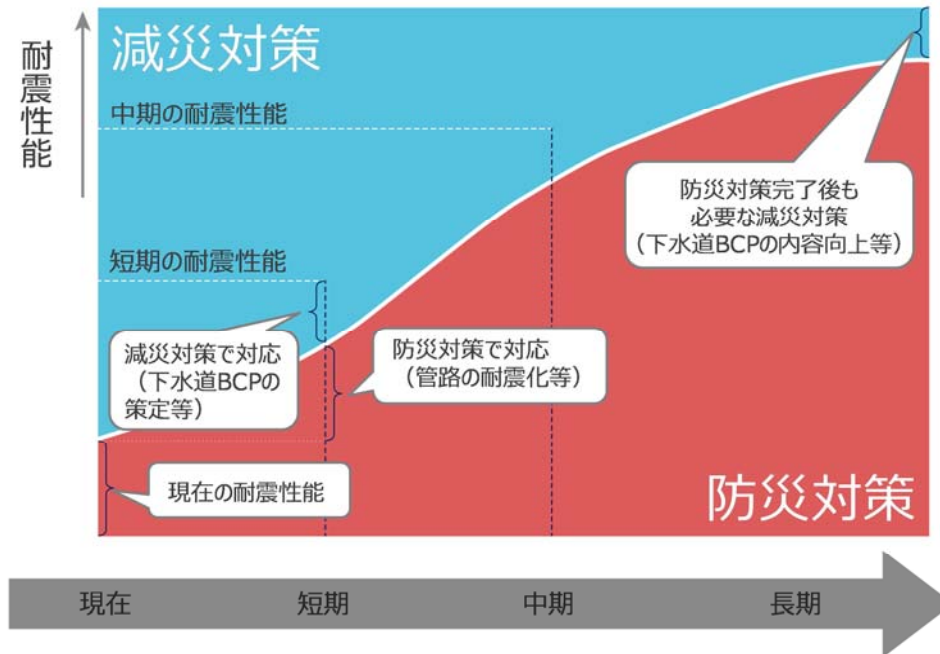 耐震性能
減災対策
中期の耐震性能
短期の耐震性能
減災対策で対応
（下水道BCPの
策定等）
防災対策で対応
（管路の耐震化等）
防災対策完了後も
必要な減災対策
（下水道BCPの内容向上等）
現在の耐震性能
防災対策
現在
短期
中期
長期